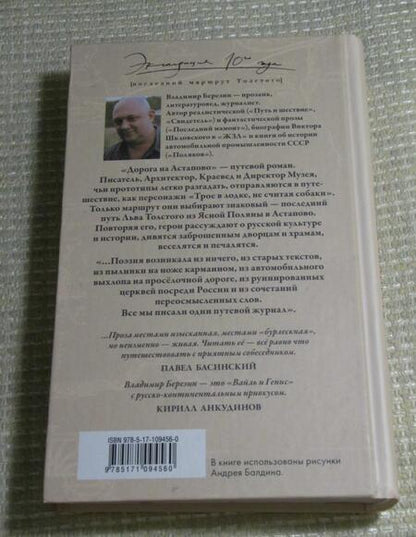 Экспедиция 10го года
[последний маршрут Толстого]
Владимир Березин — прозаик,
литературовед, журналист.
Автор реалистической («Путь и шествие»,
«Свидетель») и фантастической прозы
(«Последний мамонт»), биографии Виктора
Шкловского в «ЖЗЛ» и книги об истории
автомобильной промышленности СССР
(«Поляков»).
«Дорога на Астапово» — путевой роман.
Писатель, Архитектор, Краевед и Директор Музея,
чьи прототипы легко разгадать, отправляются в путе-
шествие, как персонажи «Трое в лодке, не считая собаки».
Только маршрут они выбирают знаковый — последний
путь Льва Толстого из Ясной Поляны в Астапово.
Повторяя его, герои рассуждают о русской культуре
и истории, дивятся заброшенным дворцам и храмам,
веселятся и печалятся.
«...Поэзия возникала из ничего, из старых текстов,
из пылинки на ноже карманном, из автомобильного
выхлопа на просёлочной дороге, из руинированных
церквей посреди России и из сочетаний
переосмысленных слов.
Все мы писали один путевой журнал».
...Проза местами изысканная, местами «бурлескная»,
но неизменно — живая. Читать её — всё равно что
путешествовать с приятным собеседником.
ПАВЕЛ БАСИНСКИЙ
Владимир Березин — это «Вайль и Генис»
с русско-континентальным привкусом.
КИРИЛЛ АНКУДИНОВ
ISBN 978-5-17-109456-0
9785171094560
В книге использованы рисунки
Андрея Балдина.